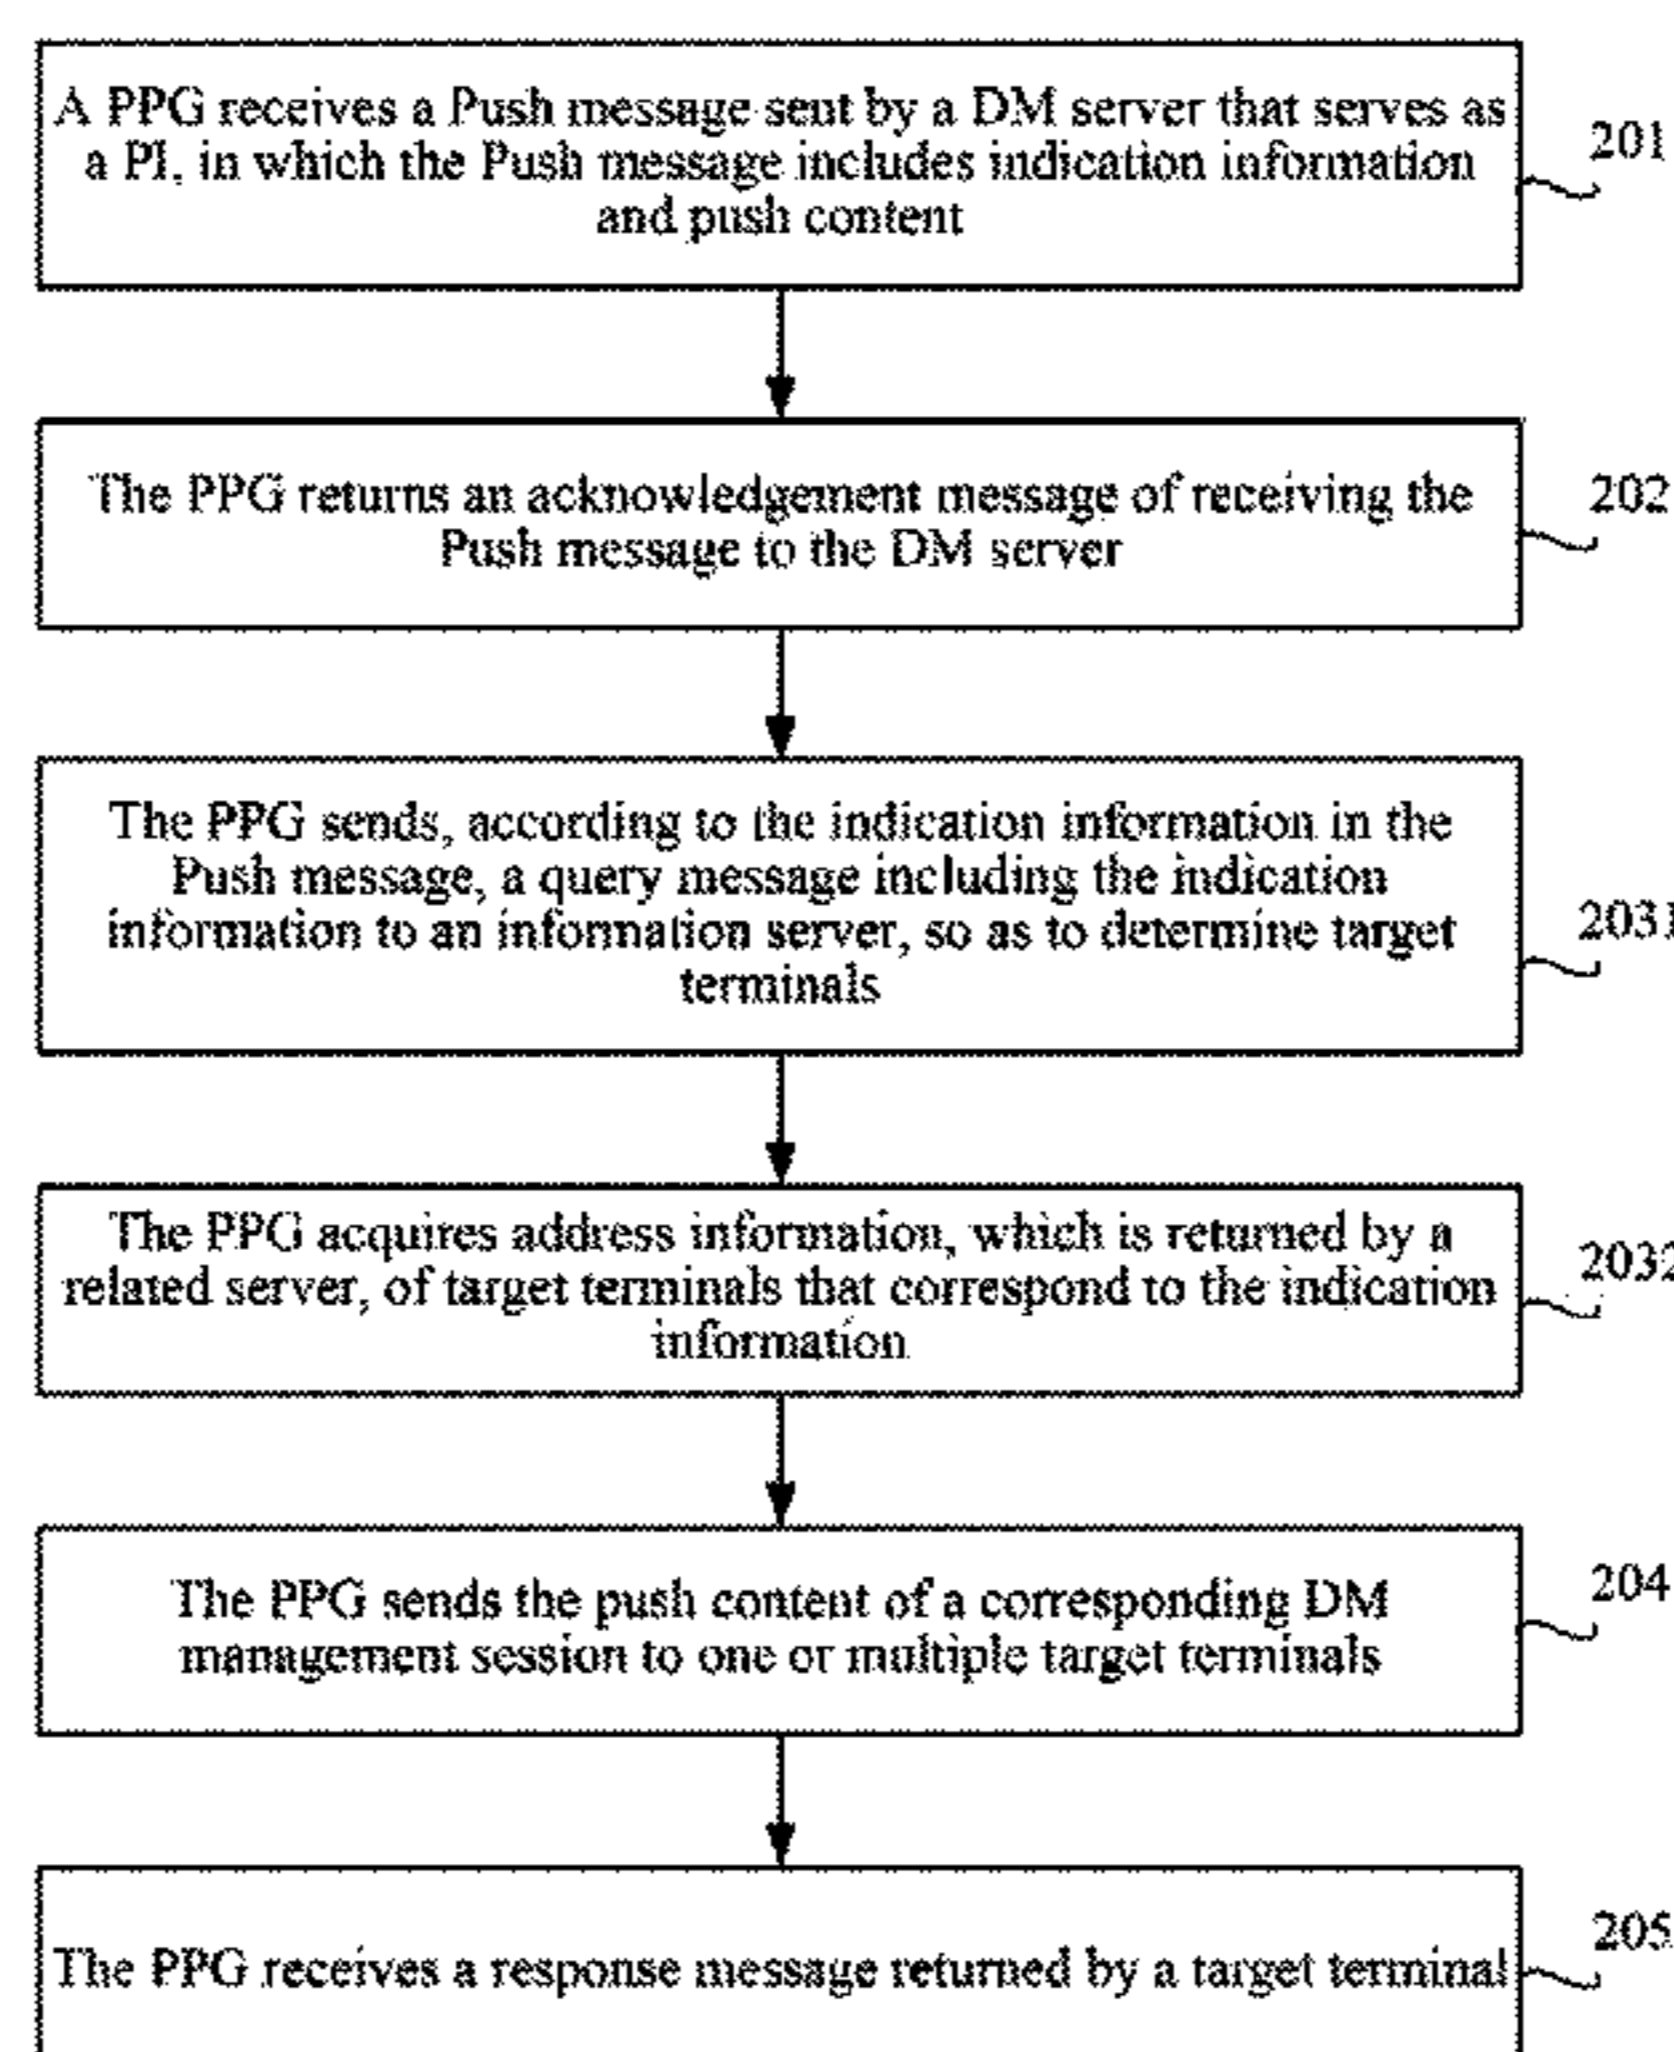 A PPG receives a Push message sent by a DM server that serves as
a PI, in which the Push message includes indication information
and push content
201
The PPG returns an acknowledgement message of receiving the
Push message to the DM server
202
The PPG sends, according to the indication information in the
Push message, a query message including the indication
information to an information server, so as to determine target
terminals
2031
The PPG acquires address information, which is returned by a
related server, of target terminals that correspond to the indication
information
2032
The PPG sends the push content of a corresponding DM
management session to one or multiple target terminals
204
The PPG receives a response message returned by a target terminal
205